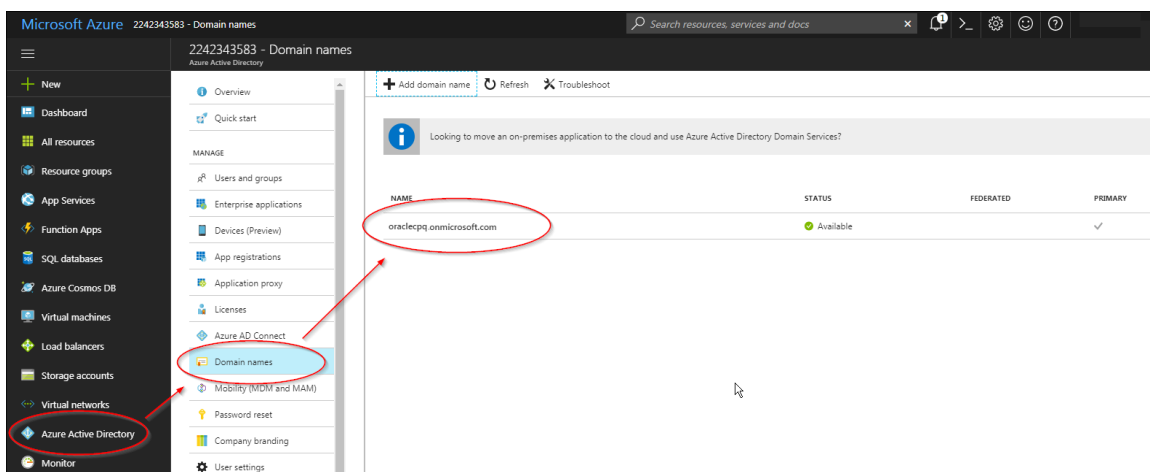 Microsoft Azure 2242343583 - Domain names
Search resources, services and docs
1
2242343583 - Domain names
Azure Active Directory
New
Dashboard
All resources
Resource groups
App Services
Function Apps
SQL databases
Azure Cosmos DB
Virtual machines
Load balancers
Storage accounts
Virtual networks
Azure Active Directory
Monitor
Overview
Quick start
MANAGE
Users and groups
Enterprise applications
Devices (Preview)
App registrations
Application proxy
Licenses
Azure AD Connect
Domain names
Mobility (MDM and MAM)
Password reset
Company branding
User settings
Add domain name Refresh Troubleshoot
Looking to move an on-premises application to the cloud and use Azure Active Directory Domain Services?
NAME STATUS FEDERATED PRIMARY
oraclecpq.onmicrosoft.com Available